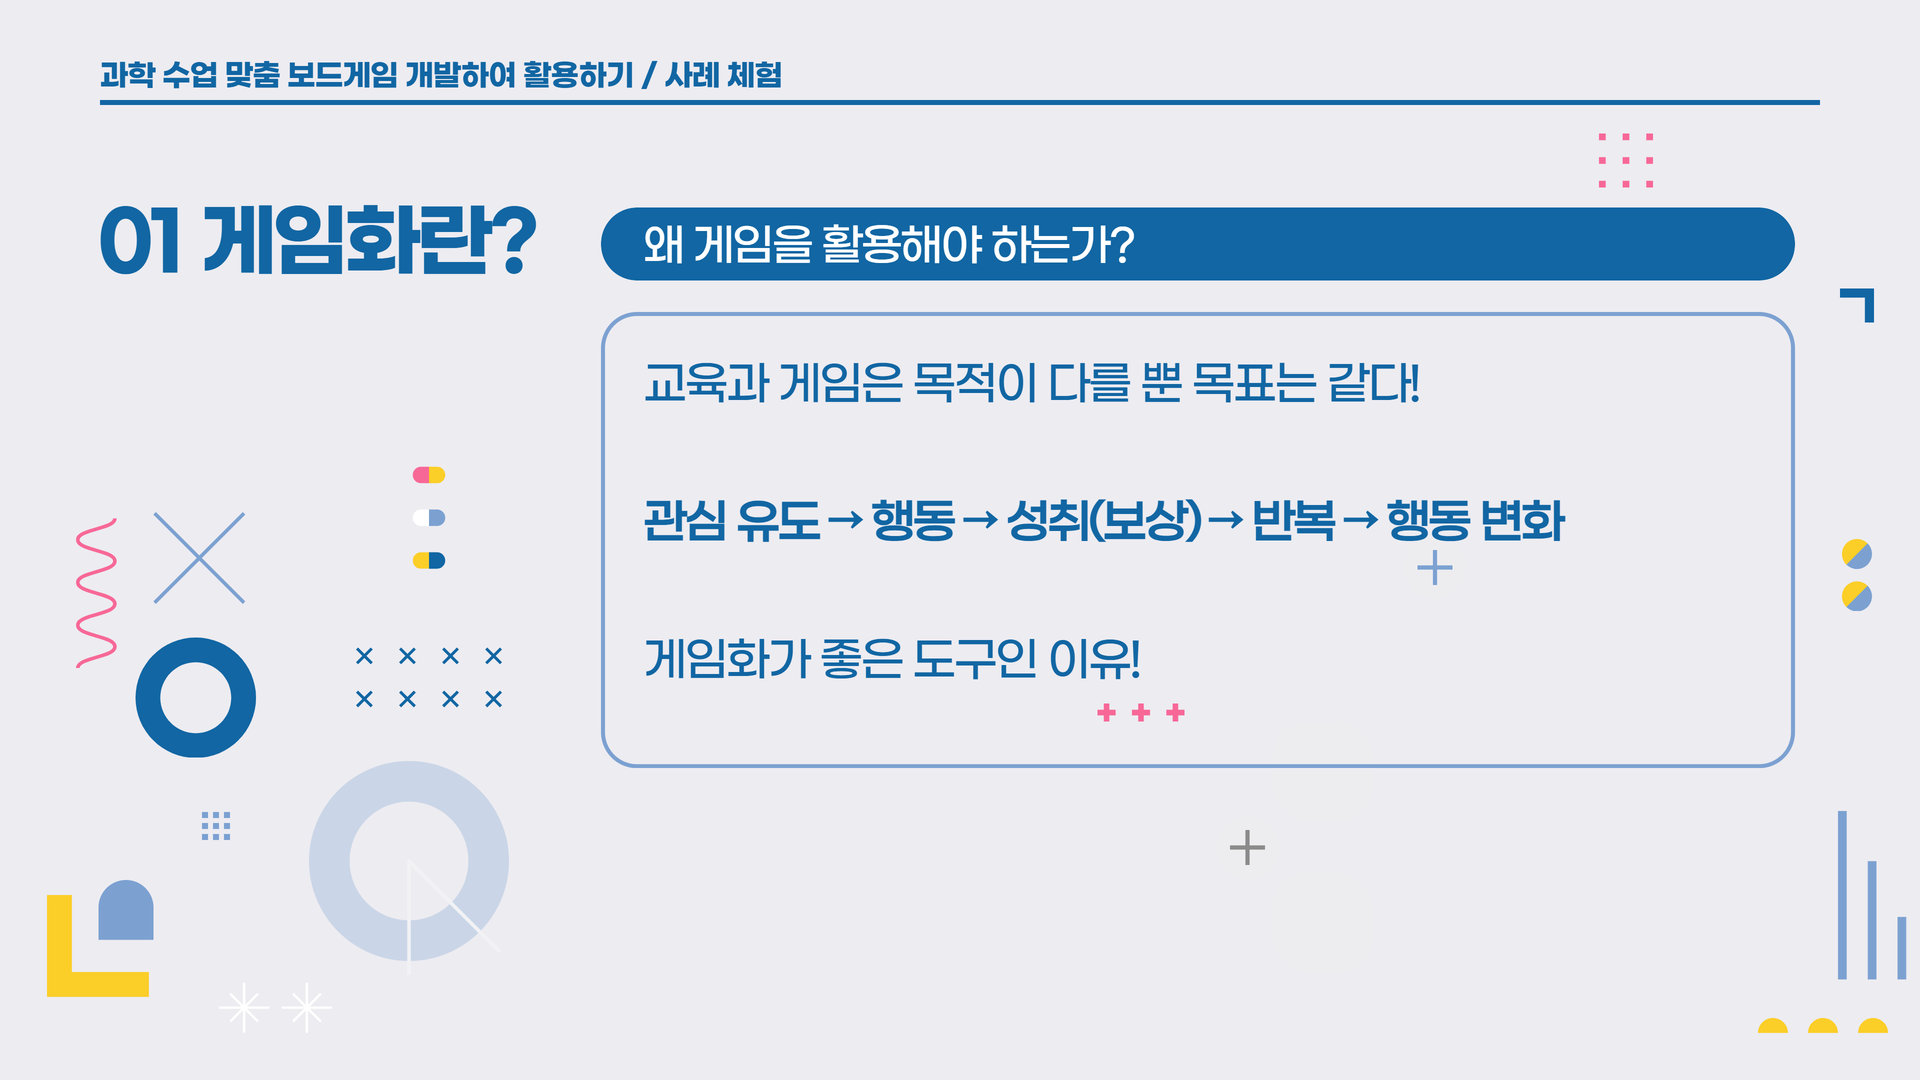 과학 수업 맞춤 보드게임 개발하여 활용하기 / 사례 체험
01 게임화란?
왜 게임을 활용해야 하는가?
교육과 게임은 목적이 다를 뿐 목표는 같다!
관심 유도 → 행동 → 성취(보상) → 반복 → 행동 변화
게임화가 좋은 도구인 이유!